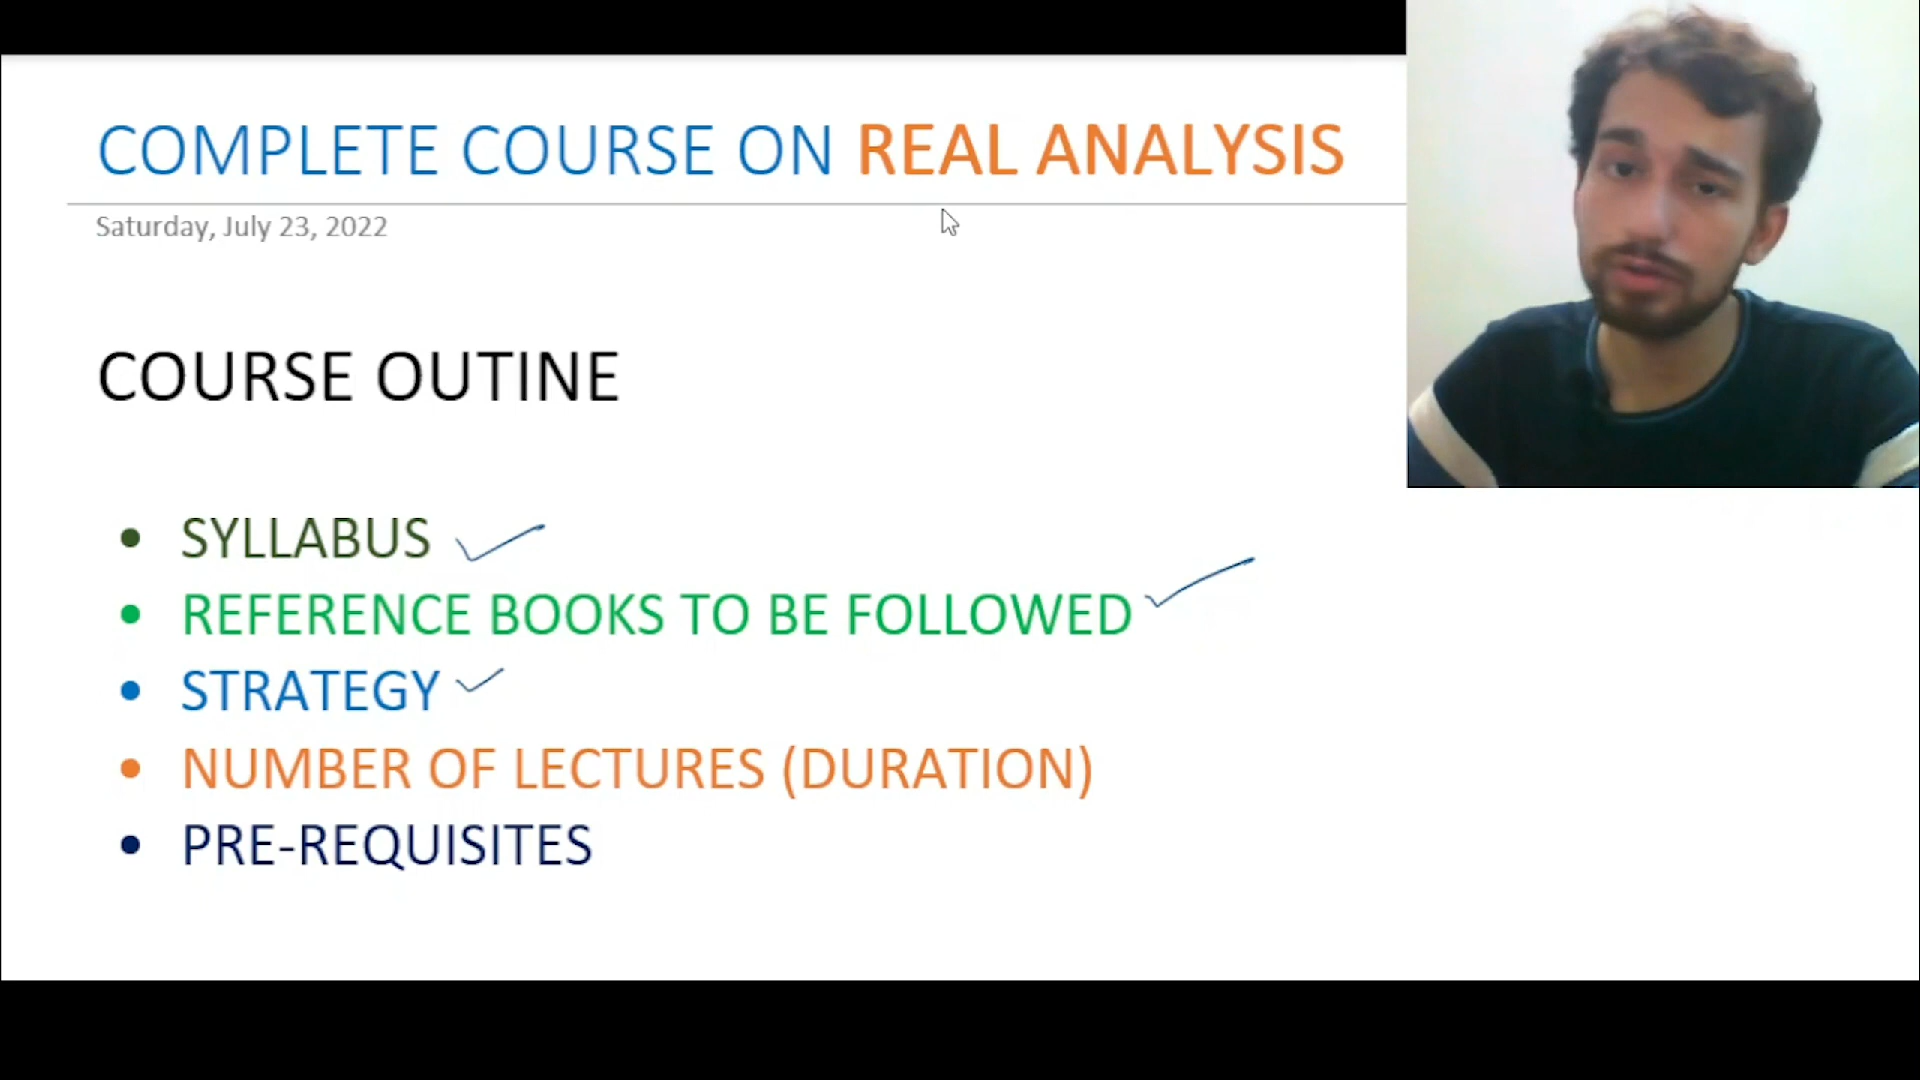 COMPLETE COURSE ON REAL ANALYSIS
Saturday, July 23, 2022
COURSE OUTINE
• SYLLABUS
• REFERENCE BOOKS TO BE FOLLOWED
• STRATEGY
• NUMBER OF LECTURES (DURATION)
• PRE-REQUISITES